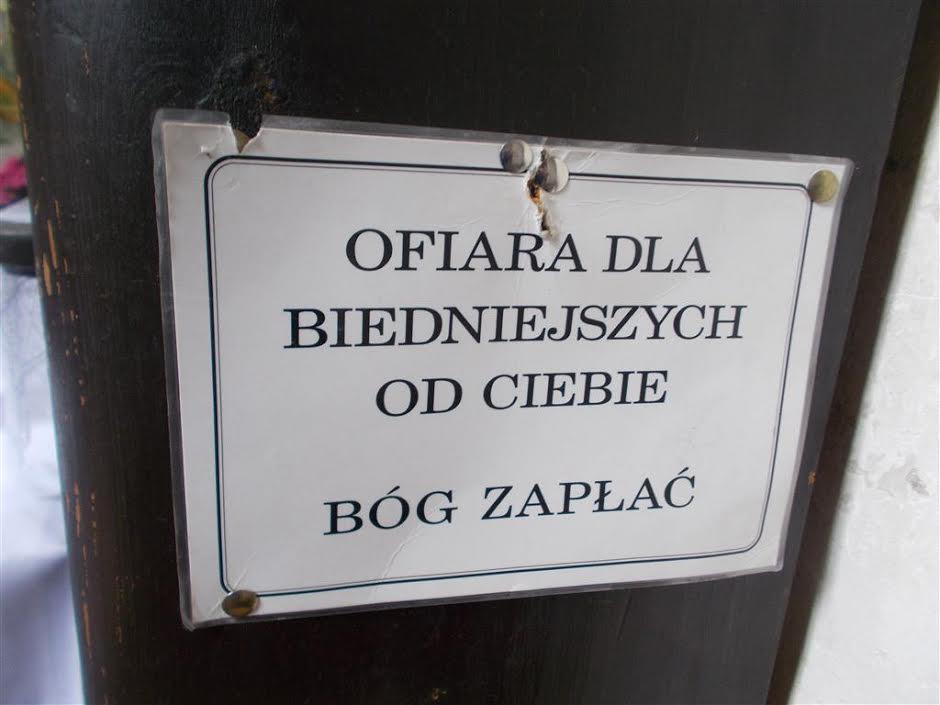 OFIARA DLA
BIEDNIEJSZYCH
OD CIEBIE
BÓG ZAPŁAĆ